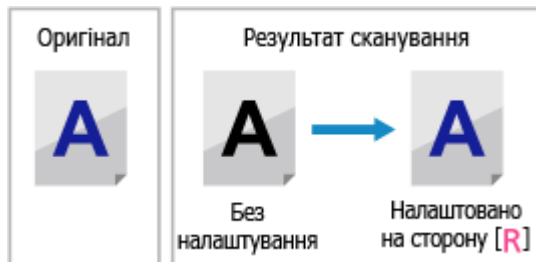 Оригінал
A
Результат сканування
A
A
Без
налаштування
Налаштовано
на сторону [R]